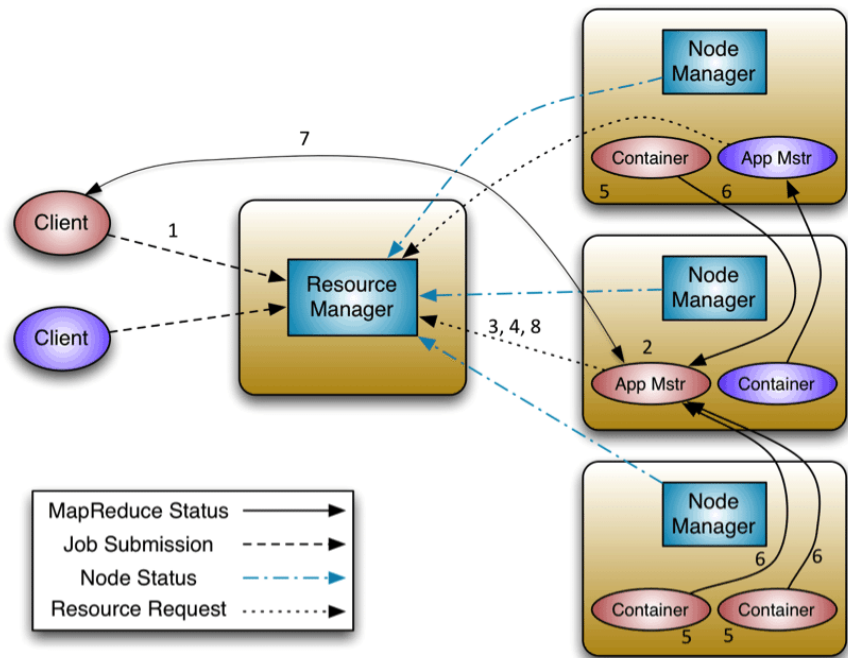 Node
Manager
7
Container
App Mstr
5
6
Client
1
Resource
Manager
Node
Manager
3, 4, 8
2
Client
App Mstr
Container
MapReduce Status
Job Submission
Node Status
Resource Request
Node
Manager
6
6
Container
Container
5
5